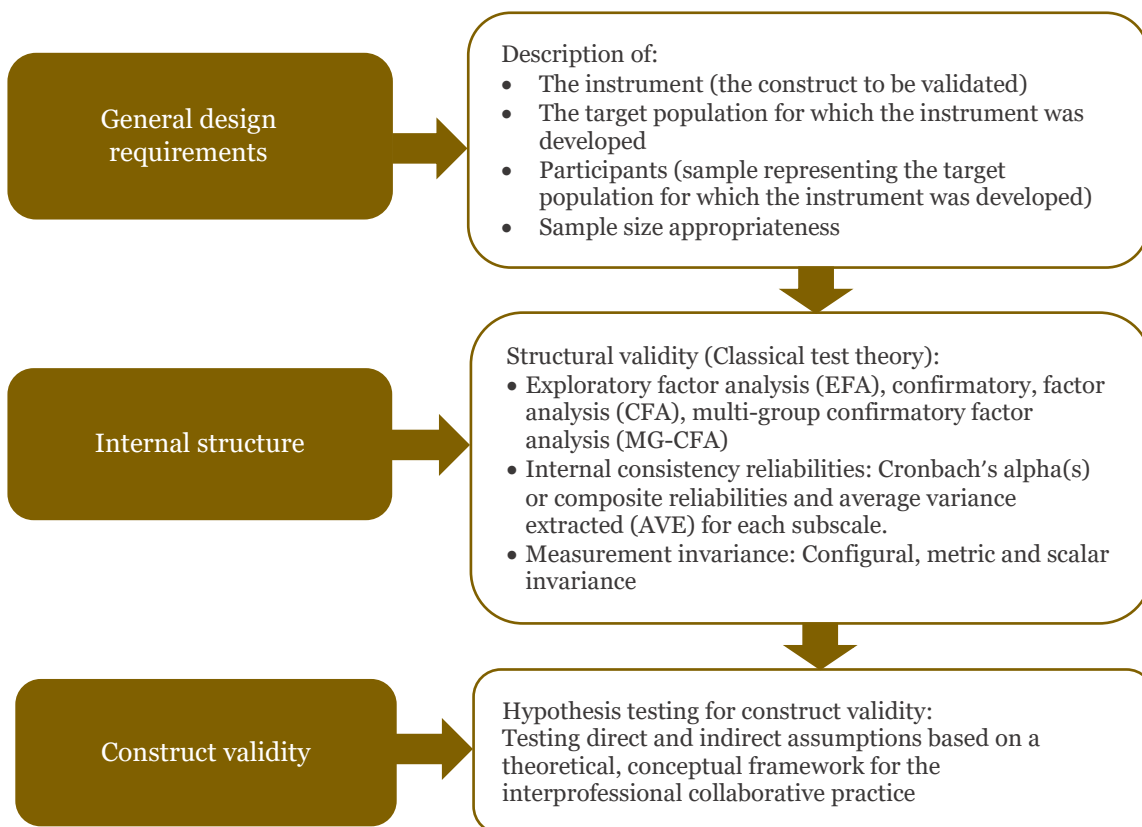 General design
requirements
Description of:
• The instrument (the construct to be validated)
• The target population for which the instrument was
developed
• Participants (sample representing the target
population for which the instrument was developed)
• Sample size appropriateness
Internal structure
Structural validity (Classical test theory):
• Exploratory factor analysis (EFA), confirmatory, factor
analysis (CFA), multi-group confirmatory factor
analysis (MG-CFA)
• Internal consistency reliabilities: Cronbach′s alpha(s)
or composite reliabilities and average variance
extracted (AVE) for each subscale.
• Measurement invariance: Configural, metric and scalar
invariance
Construct validity
Hypothesis testing for construct validity:
Testing direct and indirect assumptions based on a
theoretical, conceptual framework for the
interprofessional collaborative practice